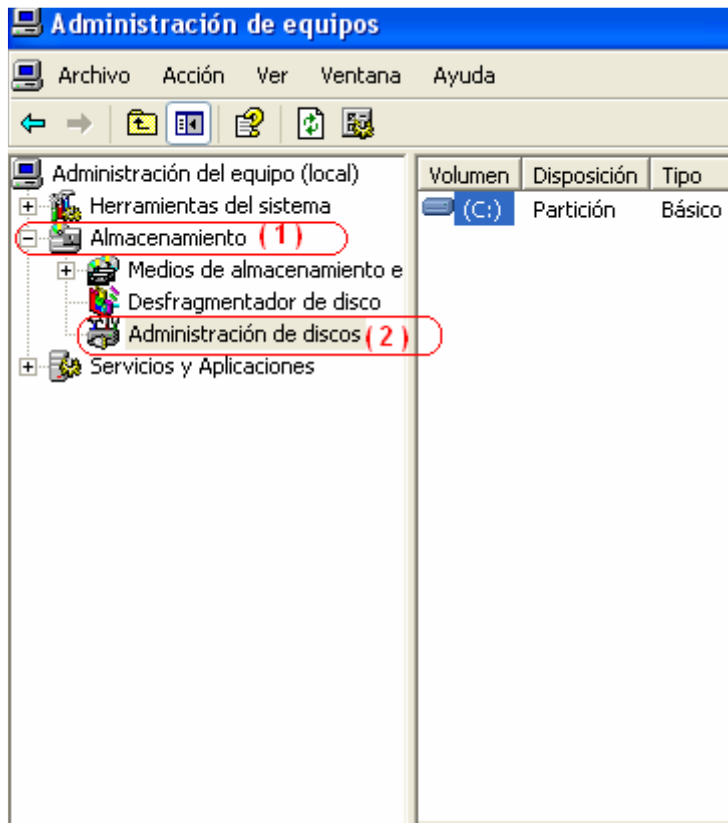 Administración de equipos
Archivo Acción Ver Ventana Ayuda
Administración del equipo (local)
Herramientas del sistema
Almacenamiento (1)
Medios de almacenamiento e
Desfragmentador de disco
Administración de discos (2)
Servicios y Aplicaciones
Volumen Disposición Tipo
(C:) Partición Básico